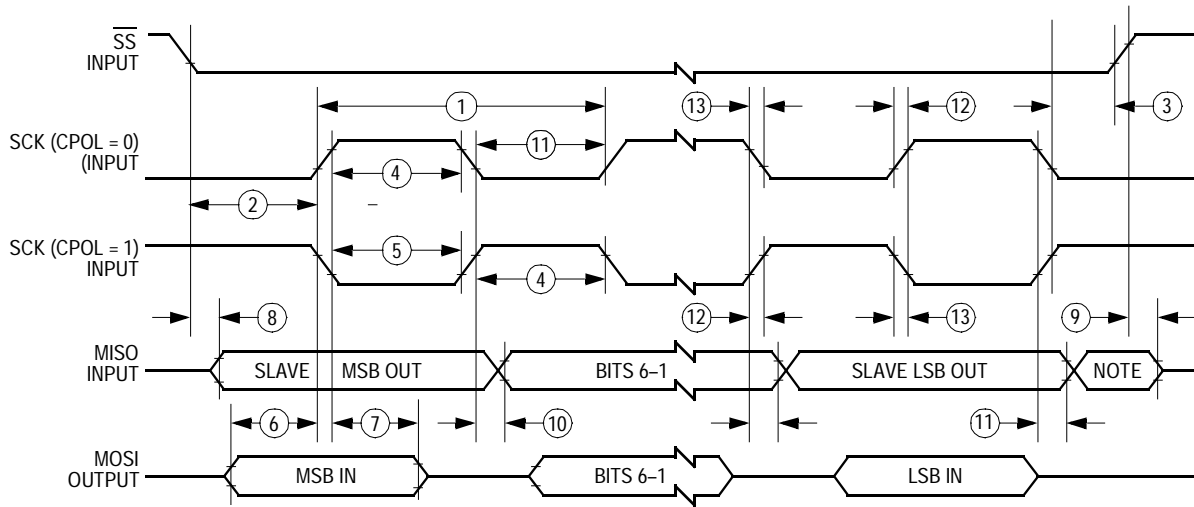 SS
INPUT
1
13
12
3
SCK (CPOL = 0)
(INPUT
11
4
2
–
SCK (CPOL = 1)
INPUT
5
4
8
12
13
9
MISO
INPUT
SLAVE MSB OUT
BITS 6–1
SLAVE LSB OUT
NOTE
6
7
10
11
MOSI
OUTPUT
MSB IN
BITS 6–1
LSB IN